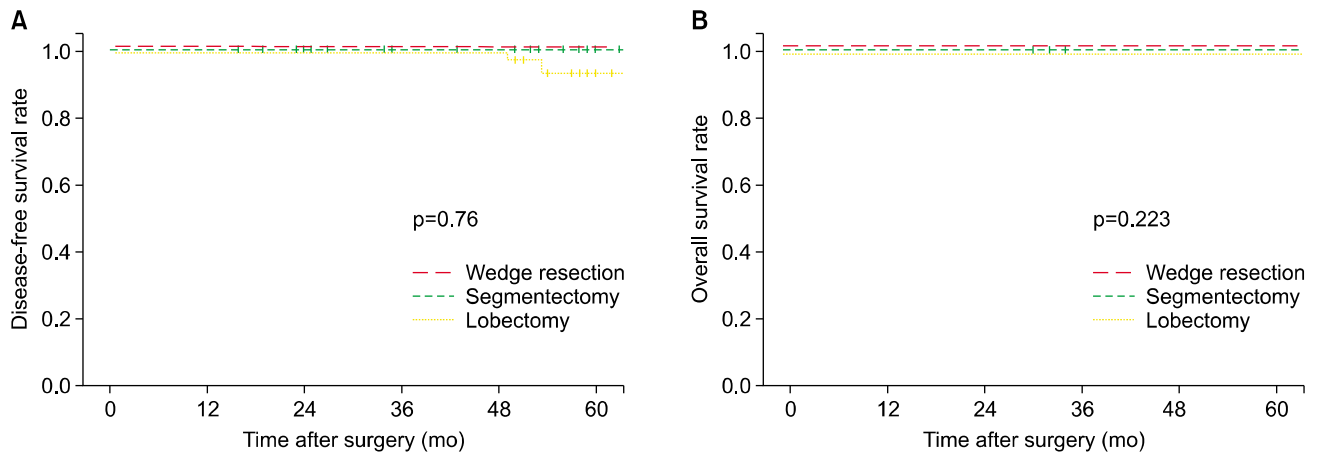 A
Disease-free survival rate
1.0
0.8
0.6
0.4
0.2
0.0
p=0.76
Wedge resection
Segmentectomy
Lobectomy
0 12 24 36 48 60
Time after surgery (mo)
B
Overall survival rate
1.0
0.8
0.6
0.4
0.2
0.0
p=0.223
Wedge resection
Segmentectomy
Lobectomy
0 12 24 36 48 60
Time after surgery (mo)